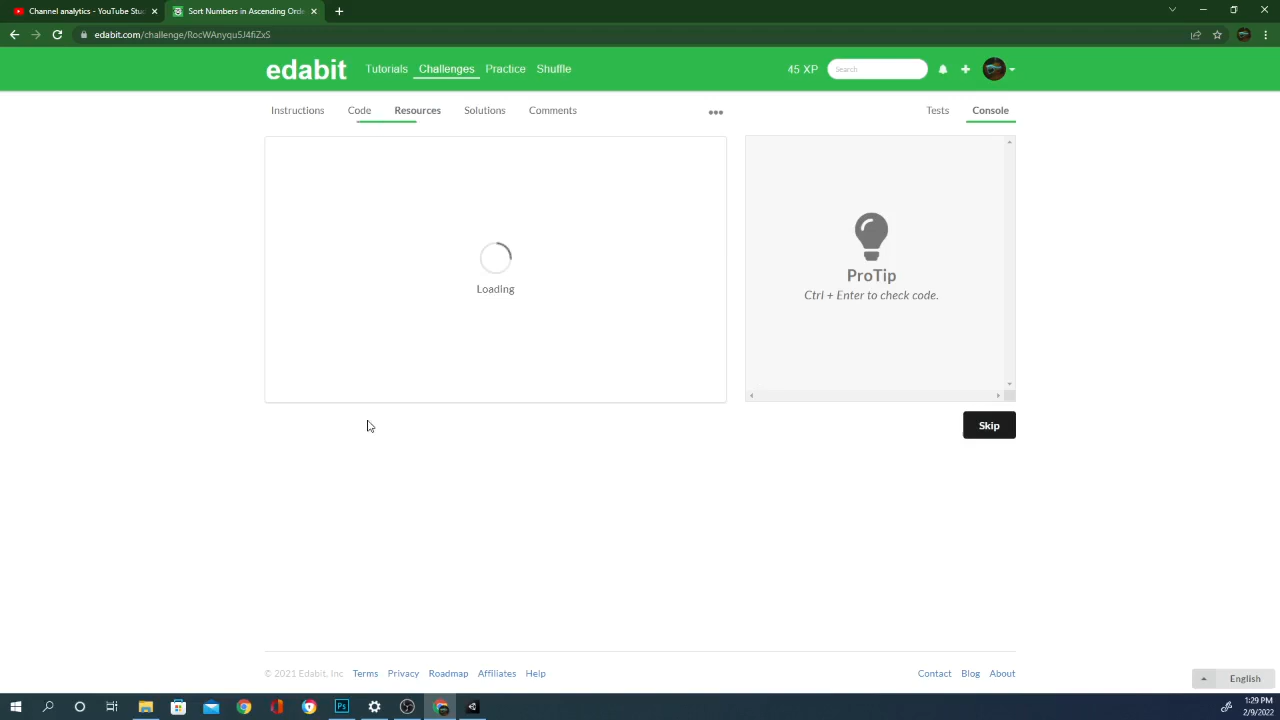 Channel analytics - YouTube Stu
Sort Numbers in Ascending Orde
edabit.com/challenge/RocWAnyqu5J4fiZxS
edabit
Tutorials Challenges Practice Shuffle
45 XP
Search
Instructions Code Resources Solutions Comments
Tests Console
Loading
ProTip
Ctrl + Enter to check code.
Skip
© 2021 Edabit, Inc Terms Privacy Roadmap Affiliates Help
Contact Blog About
English
Ps
1:29 PM
2/9/2022